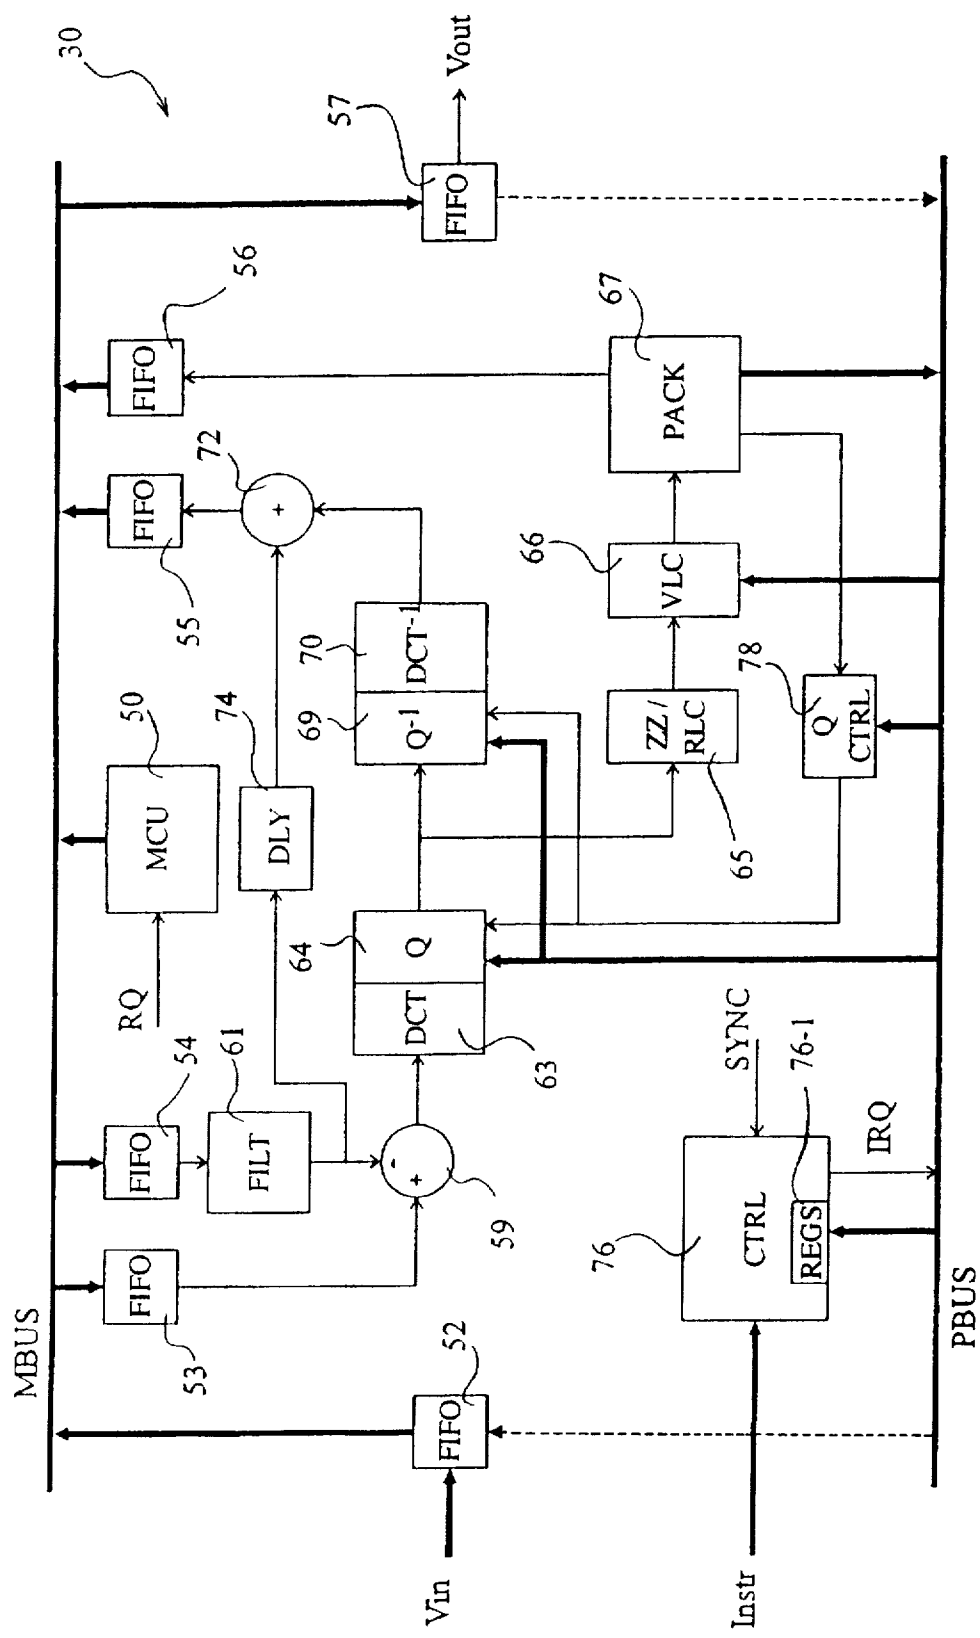 30
MBUS
FIFO
53
FIFO
54
RQ
MCU
50
FIFO
55
FIFO
56
FILT
61
DLY
74
+
72
Vin
FIFO
52
+
-
59
DCT
63
Q
64
Q-1
69
DCT-1
70
FIFO
57
Vout
ZZ /
RLC
65
VLC
66
PACK
67
Instr
CTRL
76
REGS
76-1
SYNC
IRQ
Q
CTRL
78
PBUS